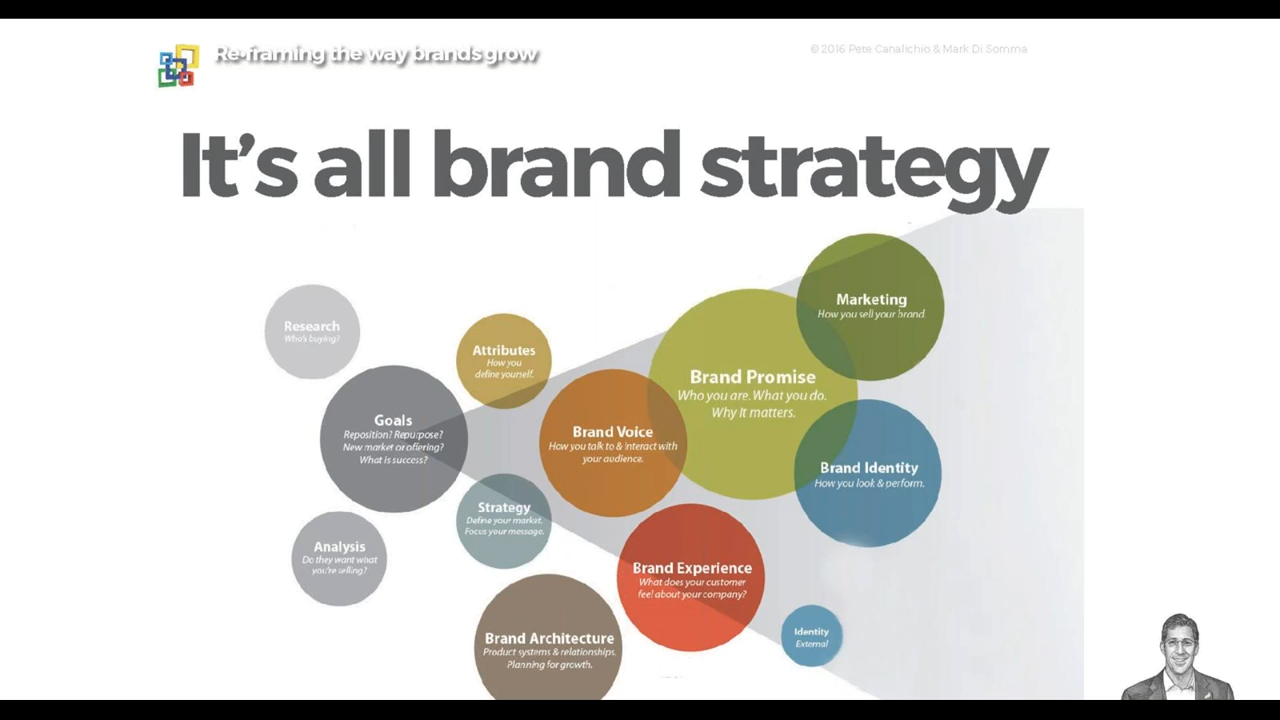 Re-framing the way brands grow
© 2016 Pete Canalichio & Mark Di Somma
It's all brand strategy
Research
Who's buying?
Goals
Reposition? Repurpose?
New market or offering?
What is success?
Analysis
Do they want what
you're selling?
Attributes
How you
define yourself.
Strategy
Define your market.
Focus your message.
Brand Architecture
Product systems & relationships.
Planning for growth.
Brand Voice
How you talk to & interact with
your audience.
Brand Experience
What does your customer
feel about your company?
Brand Promise
Who you are. What you do.
Why it matters.
Marketing
How you sell your brand.
Brand Identity
How you look & perform.
Identity
External